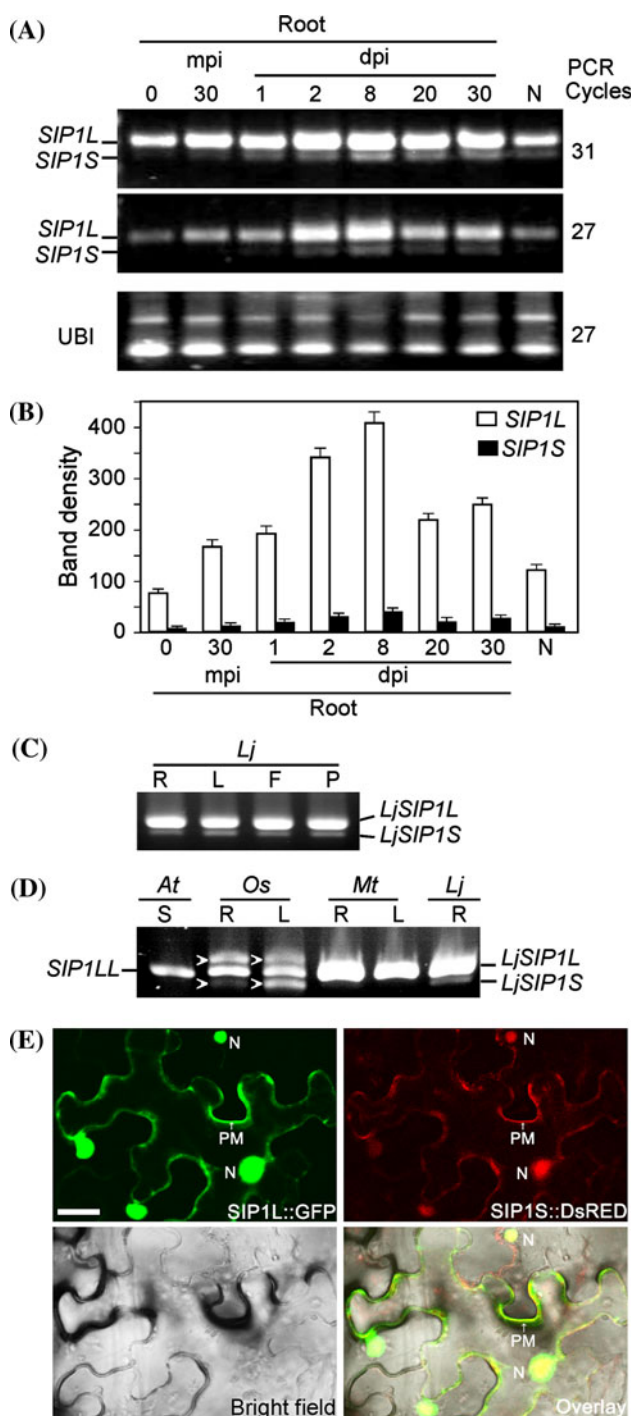 (A)
Root
mpi dpi PCR Cycles
0 30 1 2 8 20 30 N
SIP1L
SIP1S
31
SIP1L
SIP1S
27
UBI
27
(B)
Band density
400
300
200
100
0
SIP1L
SIP1S
0 30 1 2 8 20 30 N
mpi dpi
Root
(C)
Lj
R L F P
LjSIP1L
LjSIP1S
(D)
At Os Mt Lj
S R L R L R
SIP1LL
LjSIP1L
LjSIP1S
(E)
N
PM
N
SIP1L::GFP
N
PM
N
SIP1S::DsRED
Bright field
N
PM
N
Overlay